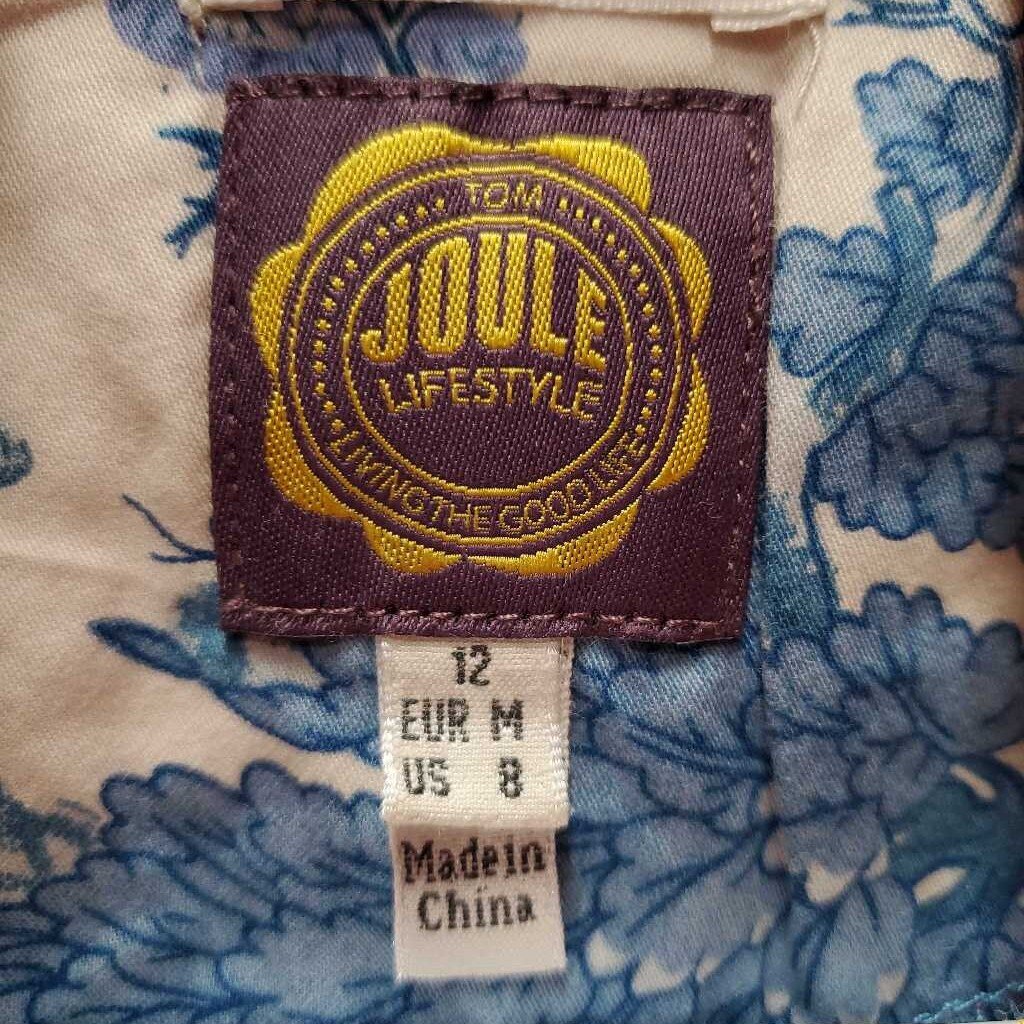 TOM
JOULE
LIFESTYLE
LIVING THE GOOD LIFE
12
EUR M
US 8
Made in
China